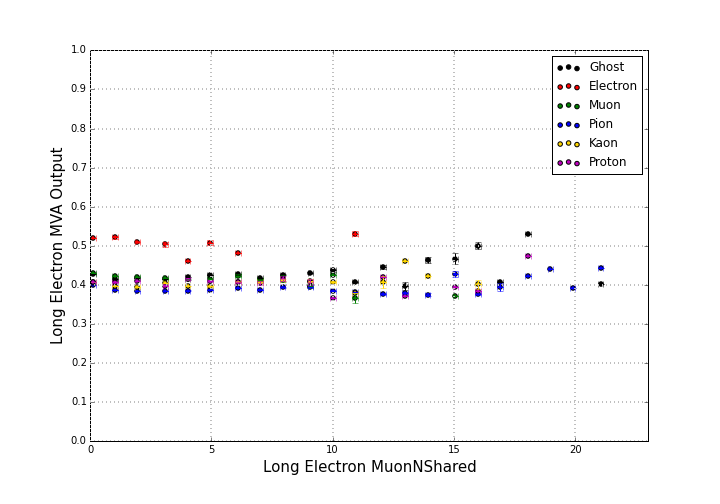 1.0
0.9
0.8
0.7
0.6
0.5
0.4
0.3
0.2
0.1
0.0
Long Electron MVA Output
Ghost
Electron
Muon
Pion
Kaon
Proton
0
5
10
15
20
Long Electron MuonNShared